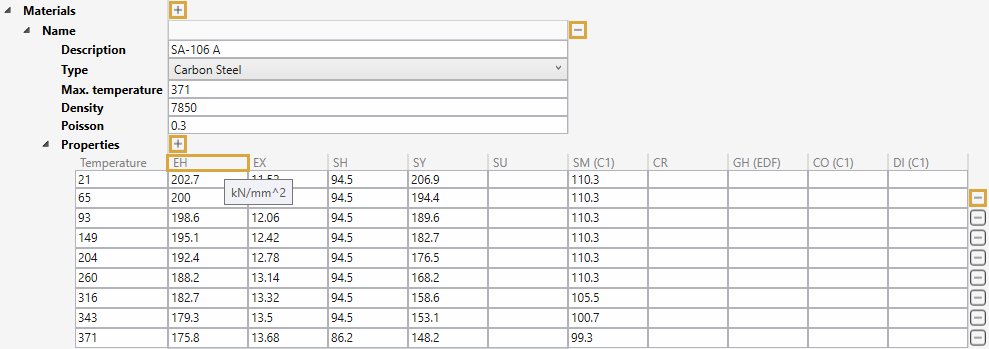 Materials
Name
Description SA-106 A
Type Carbon Steel
Max. temperature 371
Density 7850
Poisson 0.3
Properties
Temperature EH EX SH SY SU SM (C1) CR GH (EDF) CO (C1) DI (C1)
21 202.7 94.5 206.9 110.3
65 200 94.5 194.4 110.3
kN/mm^2
93 198.6 12.06 94.5 189.6 110.3
149 195.1 12.42 94.5 182.7 110.3
204 192.4 12.78 94.5 176.5 110.3
260 188.2 13.14 94.5 168.2 110.3
316 182.7 13.32 94.5 158.6 105.5
343 179.3 13.5 94.5 153.1 100.7
371 175.8 13.68 86.2 148.2 99.3